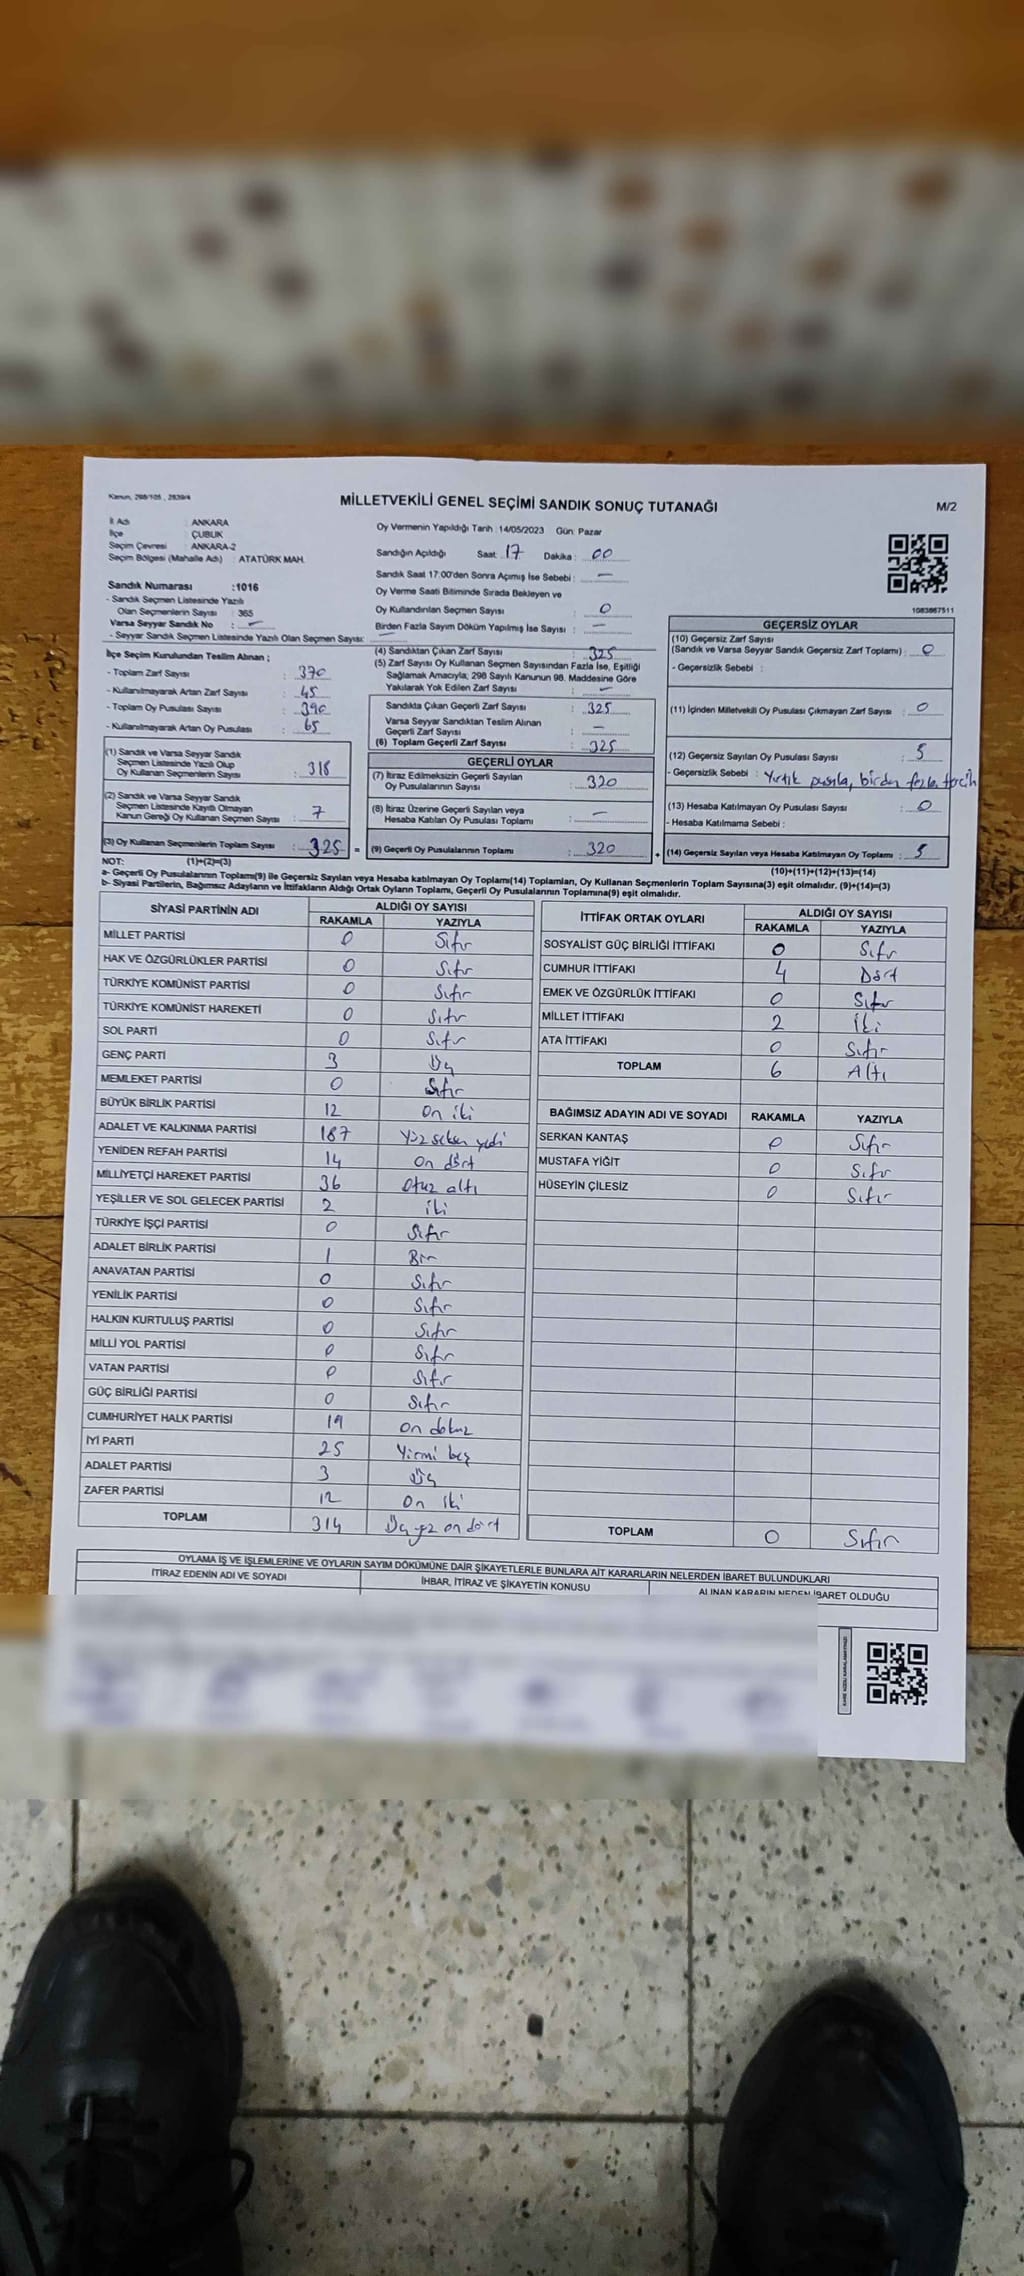 Kanun, 298/105 , 2839/4
MİLLETVEKİLİ GENEL SEÇİMİ SANDIK SONUÇ TUTANAĞI
M/2
İl Adı : ANKARA
İlçe : ÇUBUK
Seçim Çevresi : ANKARA-2
Seçim Bölgesi (Mahalle Adı) : ATATÜRK MAH.
Sandık Numarası :1016
- Sandık Seçmen Listesinde Yazılı
Olan Seçmenlerin Sayısı : 365
Varsa Seyyar Sandık No : —
- Seyyar Sandık Seçmen Listesinde Yazılı Olan Seçmen Sayısı: —
Oy Vermenin Yapıldığı Tarih :14/05/2023 Gün: Pazar
Sandığın Açıldığı Saat: 17 Dakika : 00
Sandık Saat 17:00'den Sonra Açımış İse Sebebi : —
Oy Verme Saati Bitiminde Sırada Bekleyen ve
Oy Kullandırılan Seçmen Sayısı : 0
Birden Fazla Sayım Döküm Yapılmış İse Sayısı : —
1083867511
İlçe Seçim Kurulundan Teslim Alınan ;
- Toplam Zarf Sayısı : 370
- Kullanılmayarak Artan Zarf Sayısı : 45
- Toplam Oy Pusulası Sayısı : 390
- Kullanılmayarak Artan Oy Pusulası : 65
(4) Sandıktan Çıkan Zarf Sayısı : 325
(5) Zarf Sayısı Oy Kullanan Seçmen Sayısından Fazla İse, Eşitliği
Sağlamak Amacıyla, 298 Sayılı Kanunun 98. Maddesine Göre
Yakılarak Yok Edilen Zarf Sayısı : —
Sandıkta Çıkan Geçerli Zarf Sayısı : 325
Varsa Seyyar Sandıktan Teslim Alınan
Geçerli Zarf Sayısı : —
(6) Toplam Geçerli Zarf Sayısı : 325
GEÇERSİZ OYLAR
(10) Geçersiz Zarf Sayısı
(Sandık ve Varsa Seyyar Sandık Geçersiz Zarf Toplamı) : 0
- Geçersizlik Sebebi :
(11) İçinden Milletvekili Oy Pusulası Çıkmayan Zarf Sayısı : 0
(12) Geçersiz Sayılan Oy Pusulası Sayısı : 5
- Geçersizlik Sebebi : Yırtık pusula, birden fazla tercih
(13) Hesaba Katılmayan Oy Pusulası Sayısı : 0
- Hesaba Katılmama Sebebi :
(1) Sandık ve Varsa Seyyar Sandık
Seçmen Listesinde Yazılı Olup
Oy Kullanan Seçmenlerin Sayısı : 318
(2) Sandık ve Varsa Seyyar Sandık
Seçmen Listesinde Kayıtlı Olmayan
Kanun Gereği Oy Kullanan Seçmen Sayısı : 7
GEÇERLİ OYLAR
(7) İtiraz Edilmeksizin Geçerli Sayılan
Oy Pusulalarının Sayısı : 320
(8) İtiraz Üzerine Geçerli Sayılan veya
Hesaba Katılan Oy Pusulası Toplamı : —
(3) Oy Kullanan Seçmenlerin Toplam Sayısı : 325 = (9) Geçerli Oy Pusulalarının Toplamı : 320 + (14) Geçersiz Sayılan veya Hesaba Katılmayan Oy Toplamı : 5
NOT: (1)+(2)=(3) (10)+(11)+(12)+(13)=(14)
a- Geçerli Oy Pusulalarının Toplamı(9) ile Geçersiz Sayılan veya Hesaba katılmayan Oy Toplamı(14) Toplamları, Oy Kullanan Seçmenlerin Toplam Sayısına(3) eşit olmalıdır. (9)+(14)=(3)
b- Siyasi Partilerin, Bağımsız Adayların ve İttifakların Aldığı Ortak Oyların Toplamı, Geçerli Oy Pusulalarının Toplamına(9) eşit olmalıdır.
SİYASİ PARTİNİN ADI ALDIĞI OY SAYISI
RAKAMLA YAZIYLA
MİLLET PARTİSİ 0 Sıfır
HAK VE ÖZGÜRLÜKLER PARTİSİ 0 Sıfır
TÜRKİYE KOMÜNİST PARTİSİ 0 Sıfır
TÜRKİYE KOMÜNİST HAREKETİ 0 Sıfır
SOL PARTİ 0 Sıfır
GENÇ PARTİ 3 Üç
MEMLEKET PARTİSİ 0 Sıfır
BÜYÜK BİRLİK PARTİSİ 12 On iki
ADALET VE KALKINMA PARTİSİ 187 Yüz seksen yedi
YENİDEN REFAH PARTİSİ 14 On dört
MİLLİYETÇİ HAREKET PARTİSİ 36 Otuz altı
YEŞİLLER VE SOL GELECEK PARTİSİ 2 iki
TÜRKİYE İŞÇİ PARTİSİ 0 Sıfır
ADALET BİRLİK PARTİSİ 1 Bir
ANAVATAN PARTİSİ 0 Sıfır
YENİLİK PARTİSİ 0 Sıfır
HALKIN KURTULUŞ PARTİSİ 0 Sıfır
MİLLİ YOL PARTİSİ 0 Sıfır
VATAN PARTİSİ 0 Sıfır
GÜÇ BİRLİĞİ PARTİSİ 0 Sıfır
CUMHURİYET HALK PARTİSİ 19 On dokuz
İYİ PARTİ 25 Yirmi beş
ADALET PARTİSİ 3 Üç
ZAFER PARTİSİ 12 On iki
TOPLAM 314 Üç yüz on dört
İTTİFAK ORTAK OYLARI ALDIĞI OY SAYISI
RAKAMLA YAZIYLA
SOSYALİST GÜÇ BİRLİĞİ İTTİFAKI 0 Sıfır
CUMHUR İTTİFAKI 4 Dört
EMEK VE ÖZGÜRLÜK İTTİFAKI 0 Sıfır
MİLLET İTTİFAKI 2 İki
ATA İTTİFAKI 0 Sıfır
TOPLAM 6 Altı
BAĞIMSIZ ADAYIN ADI VE SOYADI RAKAMLA YAZIYLA
SERKAN KANTAŞ 0 Sıfır
MUSTAFA YİĞİT 0 Sıfır
HÜSEYİN ÇİLESİZ 0 Sıfır
TOPLAM 0 Sıfır
OYLAMA İŞ VE İŞLEMLERİNE VE OYLARIN SAYIM DÖKÜMÜNE DAİR ŞİKAYETLERLE BUNLARA AİT KARARLARIN NELERDEN İBARET BULUNDUKLARI
İTİRAZ EDENİN ADI VE SOYADI İHBAR, İTİRAZ VE ŞİKAYETİN KONUSU ALINAN KARARIN NEDEN İBARET OLDUĞU